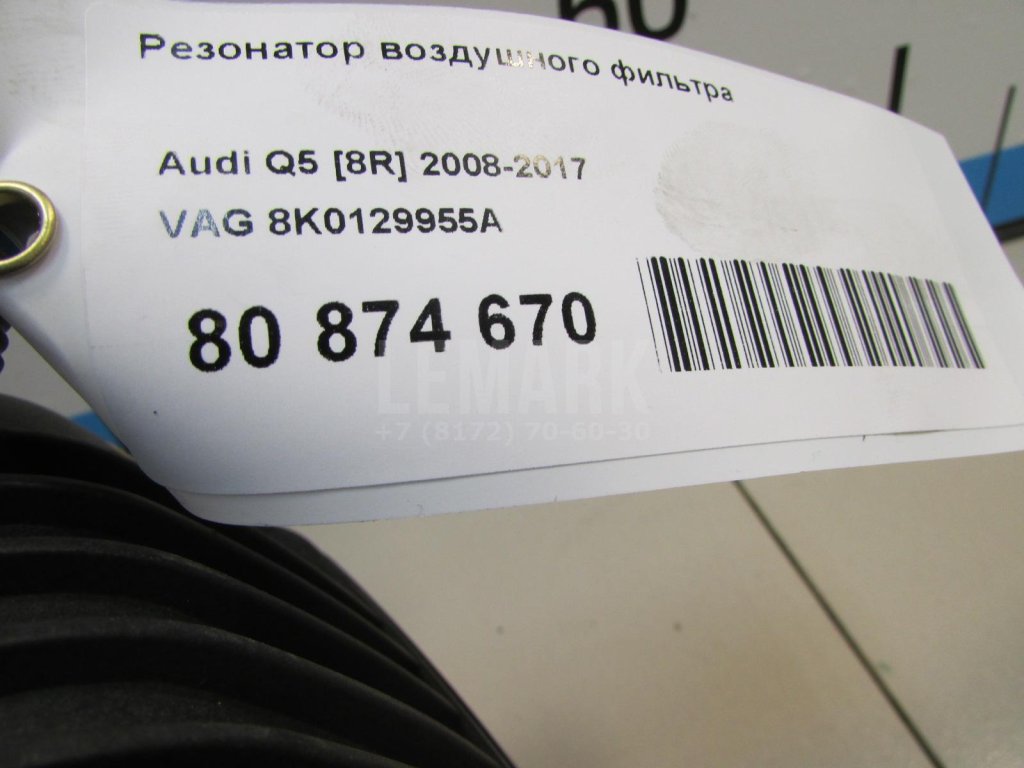 Резонатор воздушного фильтра
Audi Q5 [8R] 2008-2017
VAG 8K0129955A
80 874 670
LEMARK
+7 (8172) 70-60-30